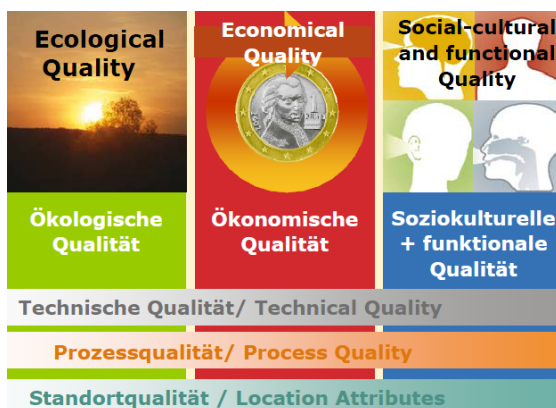 Ecological
Quality
Economical
Quality
Social-cultural
and functional
Quality
Ökologische
Qualität
Ökonomische
Qualität
Soziokulturelle
+ funktionale
Qualität
Technische Qualität/ Technical Quality
Prozessqualität/ Process Quality
Standortqualität / Location Attributes